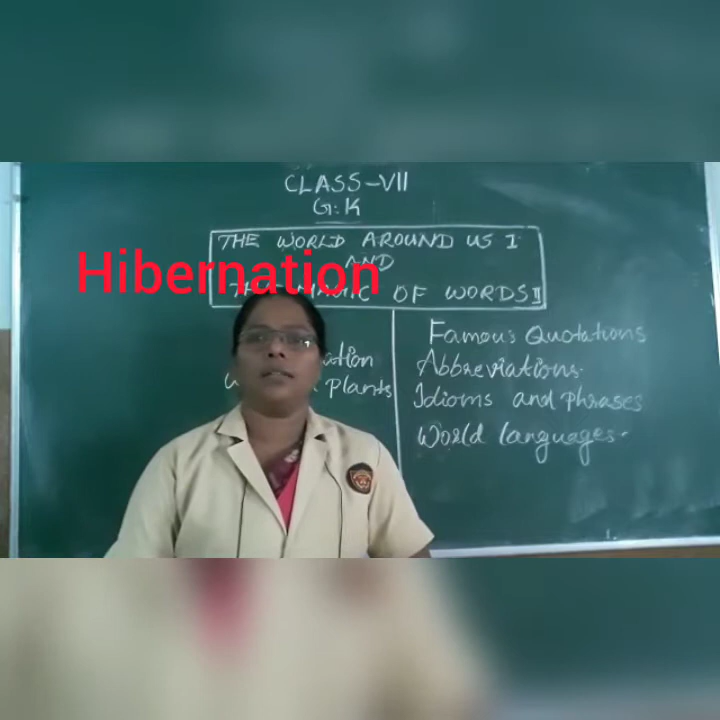 CLASS-VII
G.K
THE WORLD AROUND US I
AND
Hibernation
OF WORDS II
Plants
Famous Quotations
Abbreviations.
Idioms and Phrases
World languages.